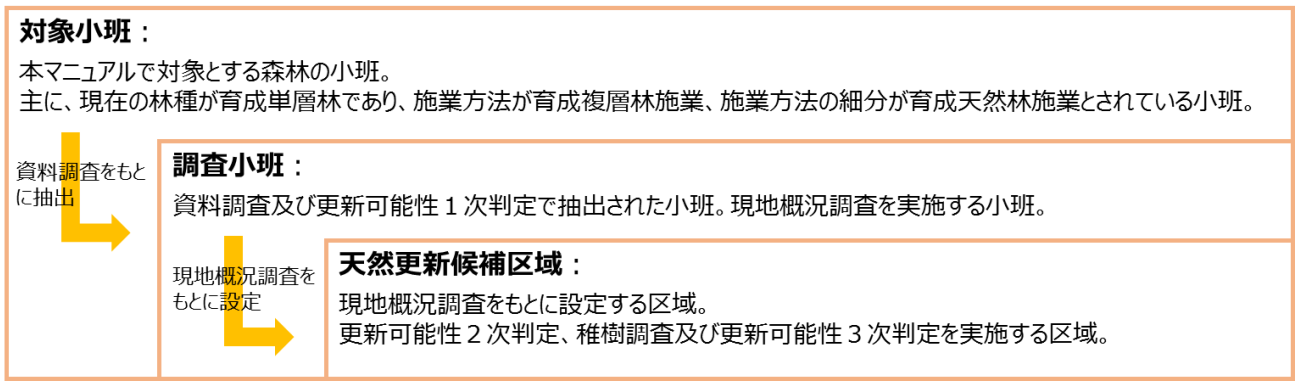 対象小班：
本マニュアルで対象とする森林の小班。
主に、現在の林種が育成単層林であり、施業方法が育成複層林施業、施業方法の細分が育成天然林施業とされている小班。
資料調査をもと
に抽出
調査小班：
資料調査及び更新可能性１次判定で抽出された小班。現地概況調査を実施する小班。
現地概況調査を
もとに設定
天然更新候補区域：
現地概況調査をもとに設定する区域。
更新可能性２次判定、稚樹調査及び更新可能性３次判定を実施する区域。